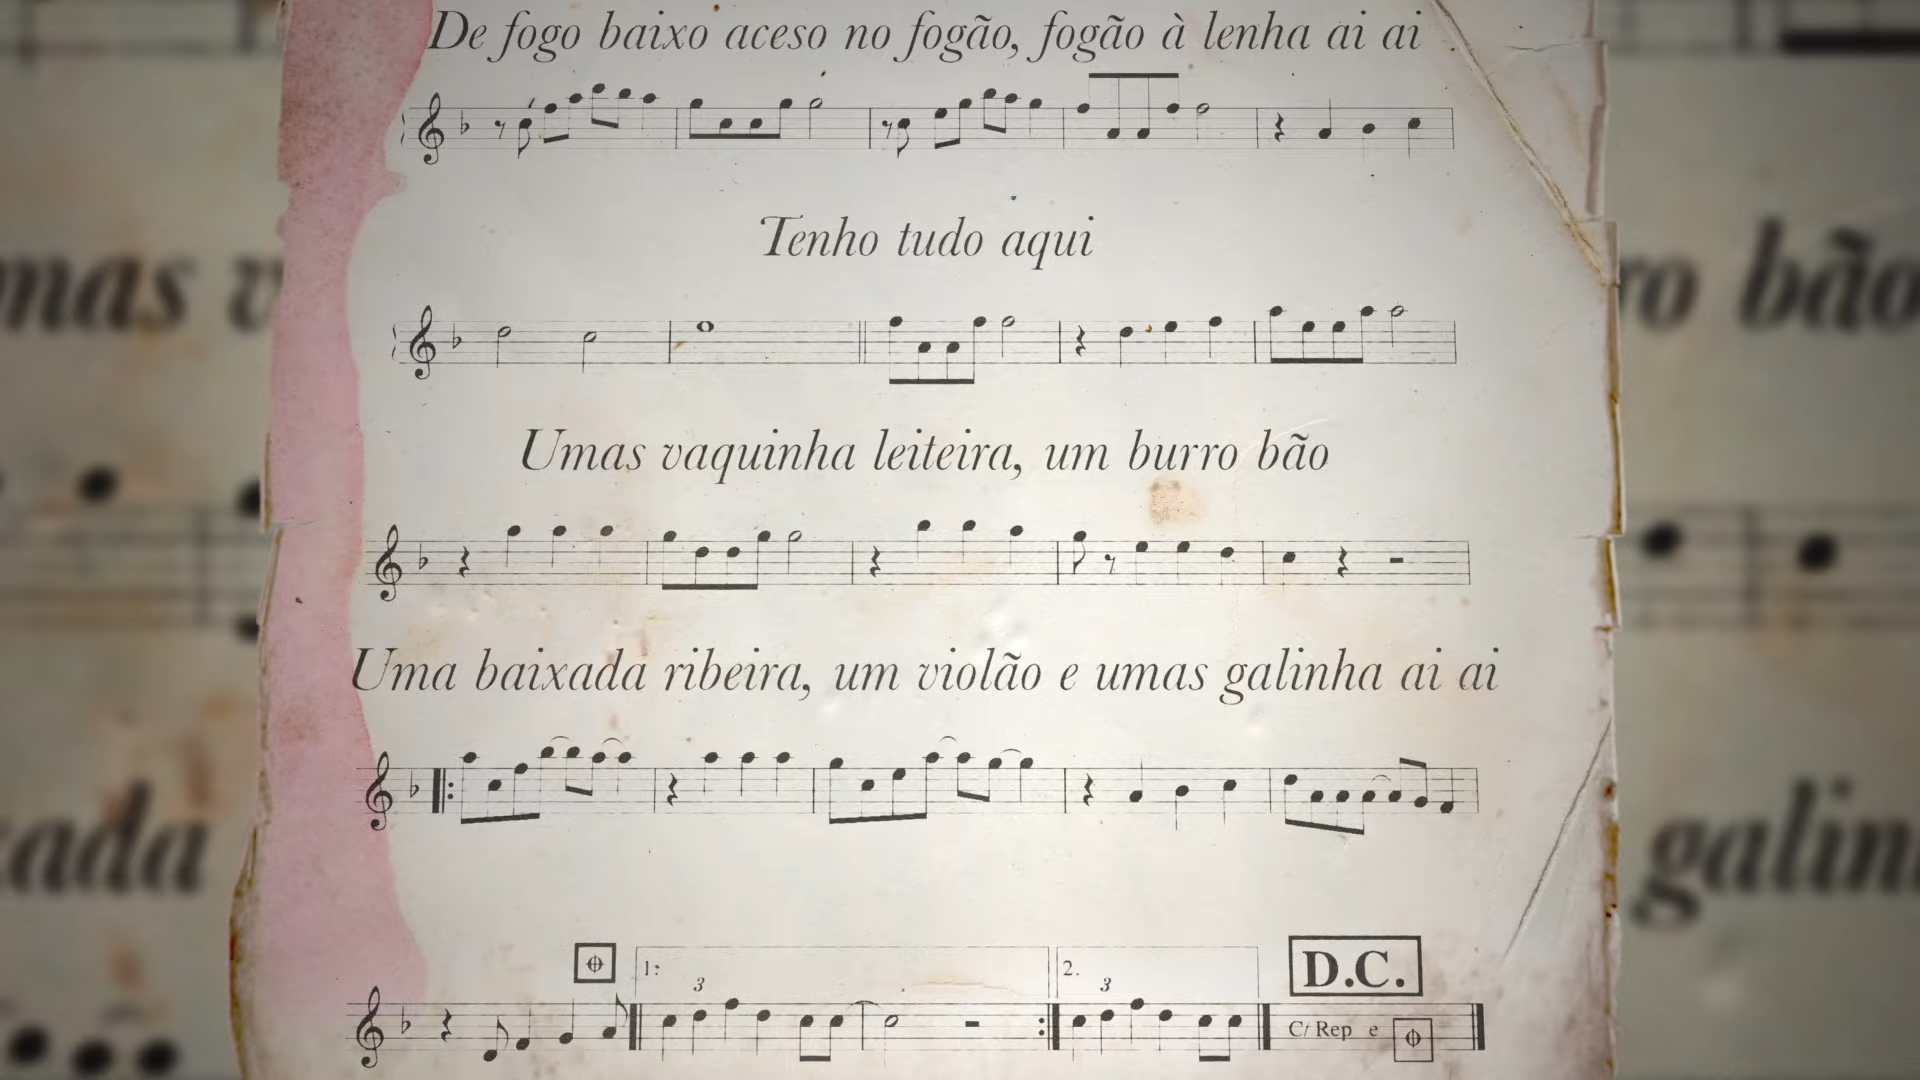 De fogo baixo aceso no fogão, fogão à lenha ai ai
Tenho tudo aqui
Umas vaquinha leiteira, um burro bão
Uma baixada ribeira, um violão e umas galinha ai ai
1:
2.
D.C.
3
3
C/ Rep e